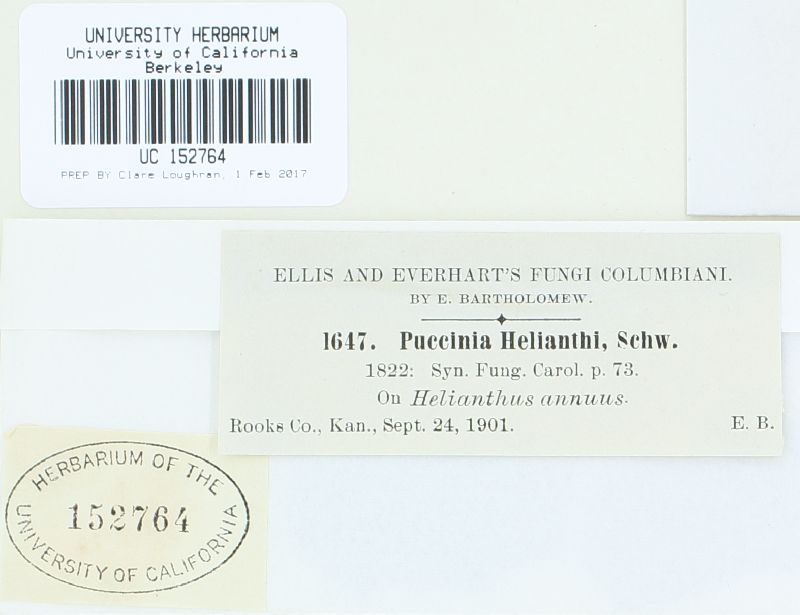 UNIVERSITY HERBARIUM
University of California
Berkeley
UC 152764
PREP BY Clare Loughran, 1 Feb 2017
ELLIS AND EVERHART'S FUNGI COLUMBIANI.
BY E. BARTHOLOMEW.
1647. Puccinia Helianthi, Schw.
1822: Syn. Fung. Carol. p. 73.
On Helianthus annuus.
Rooks Co., Kan., Sept. 24, 1901. E. B.
HERBARIUM OF THE
152764
UNIVERSITY OF CALIFORNIA